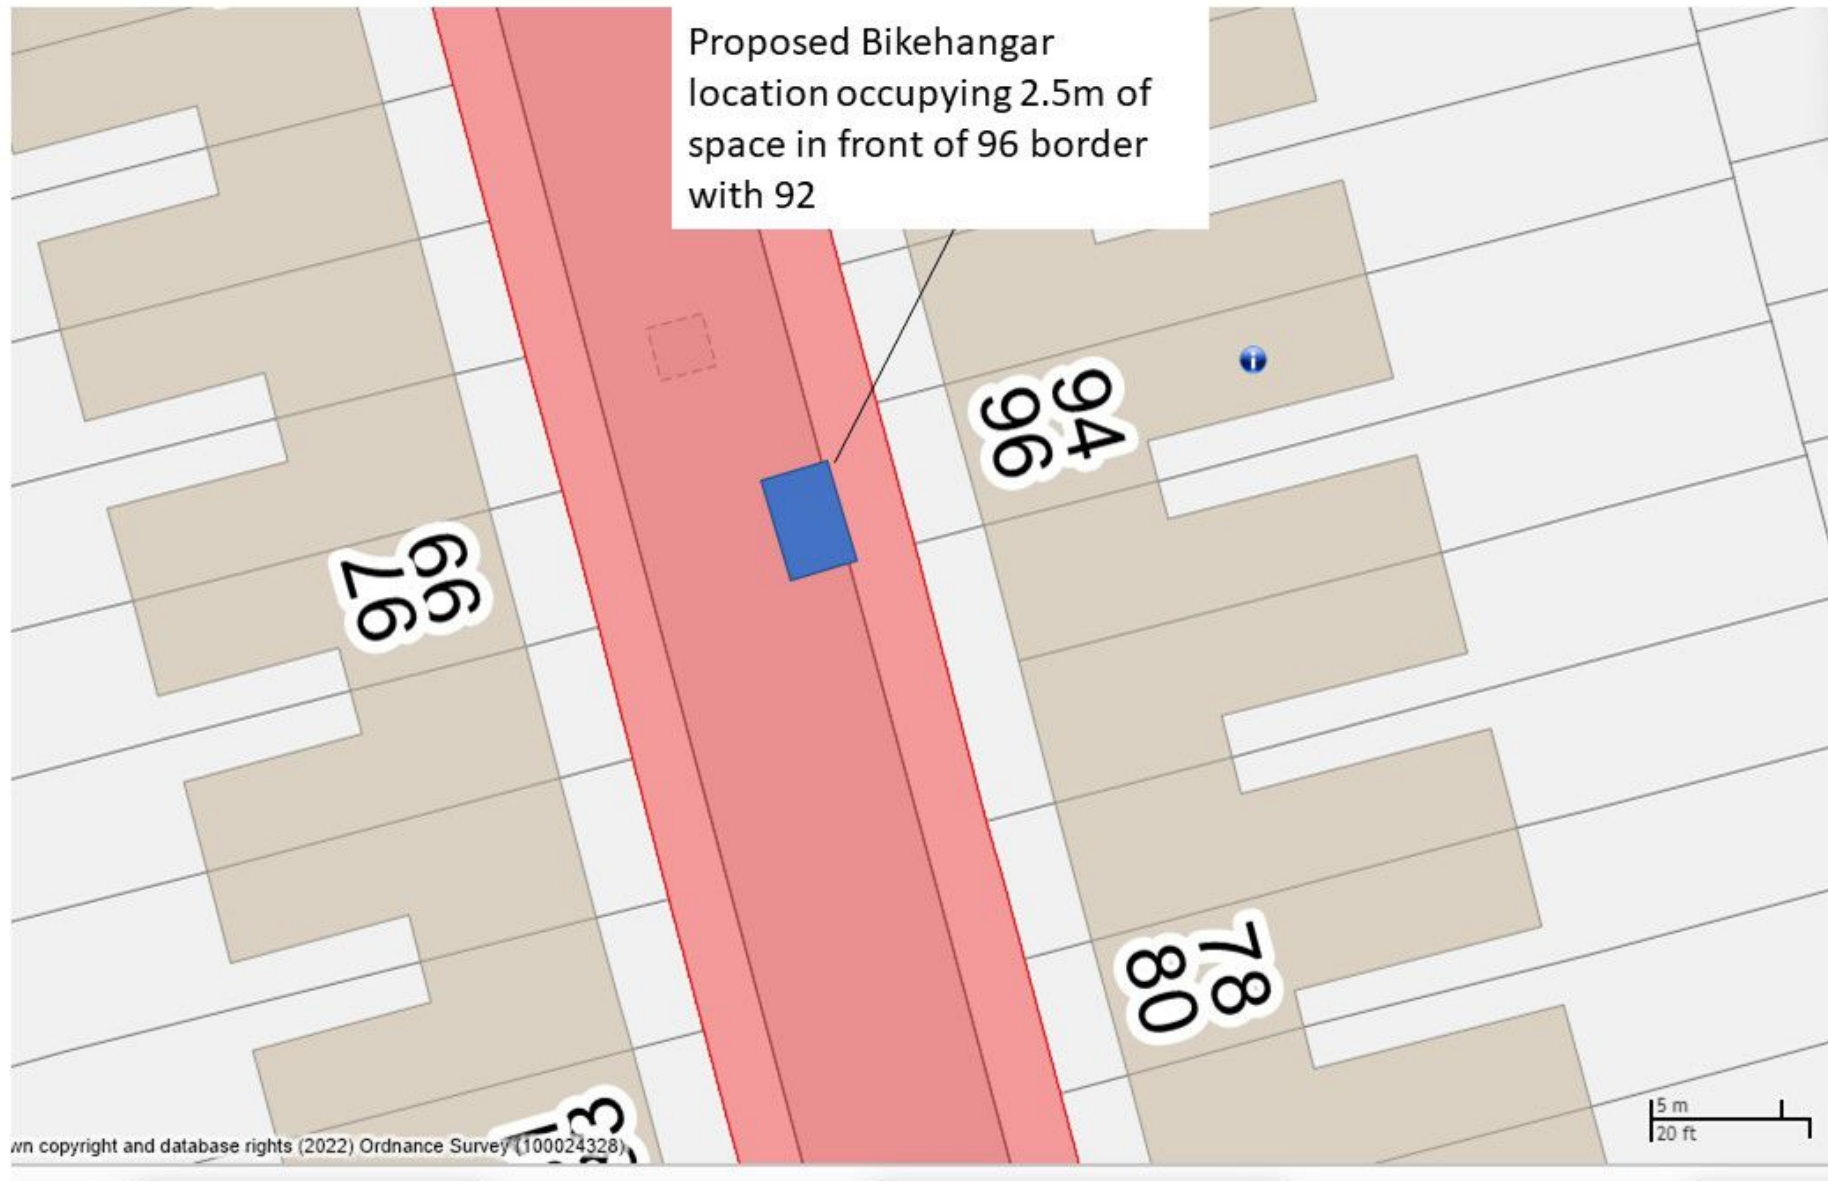 Proposed Bikehangar
location occupying 2.5m of
space in front of 96 border
with 92
94
96
99
97
78
80
5 m
20 ft
wn copyright and database rights (2022) Ordnance Survey (100024328)